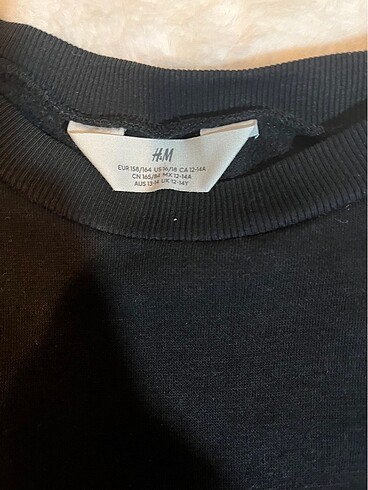 H&M
EUR 158/164 US 16/18 CA 12-14A
CN 165/84 MX 12-14A
AUS 13-14 UK 12-14Y